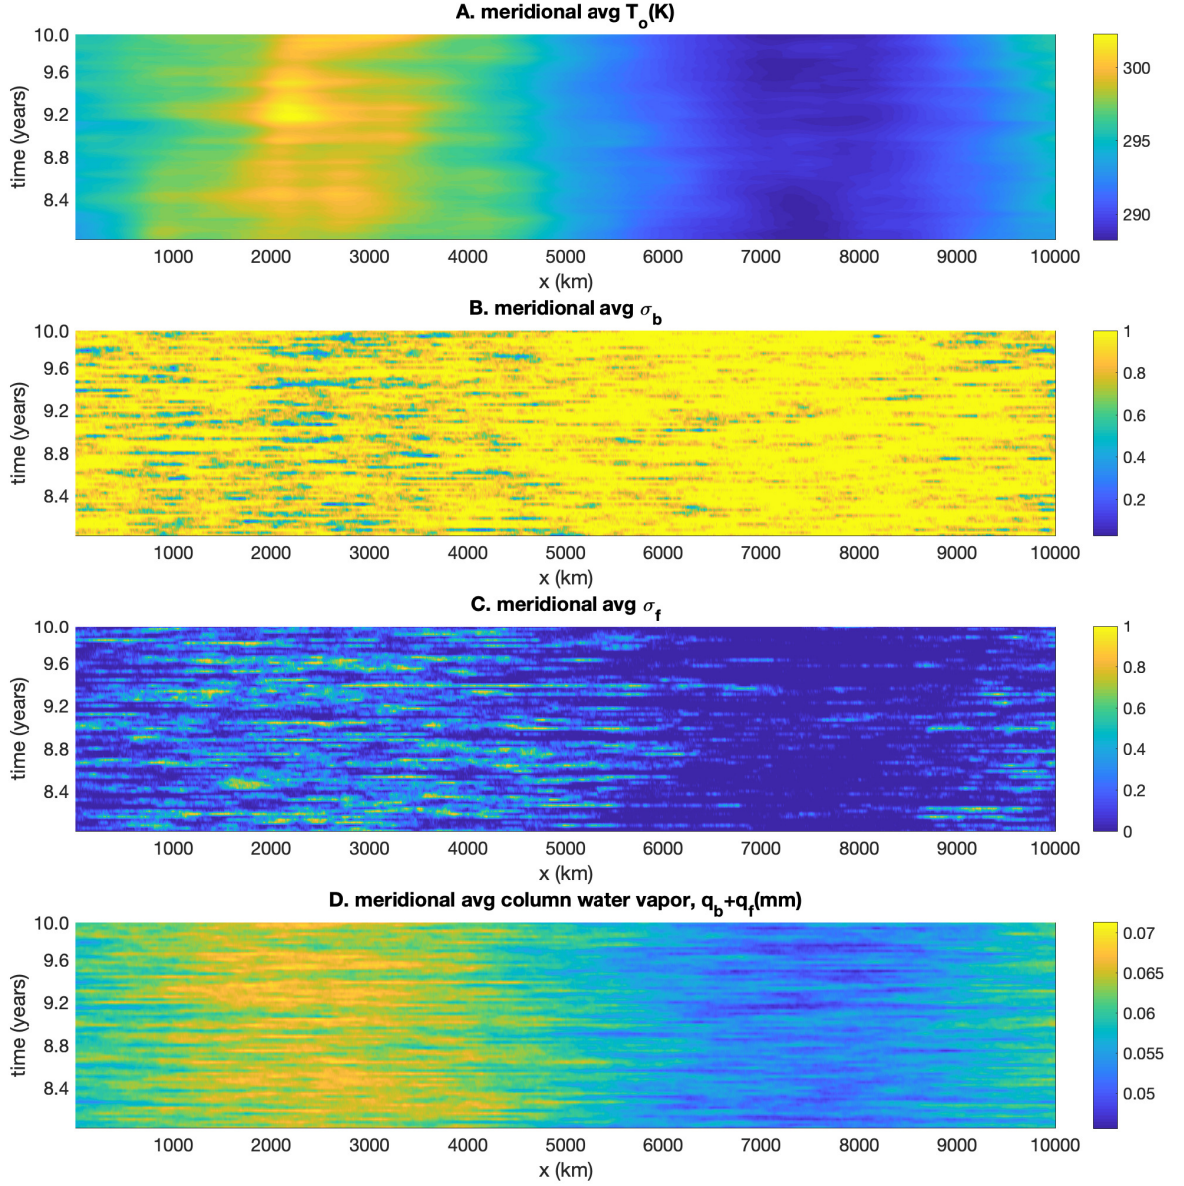 A. meridional avg T_o(K)
10.0
9.6
9.2
8.8
8.4
time (years)
1000 2000 3000 4000 5000 6000 7000 8000 9000 10000
x (km)
300
295
290
B. meridional avg σ_b
10.0
9.6
9.2
8.8
8.4
time (years)
1000 2000 3000 4000 5000 6000 7000 8000 9000 10000
x (km)
1
0.8
0.6
0.4
0.2
C. meridional avg σ_f
10.0
9.6
9.2
8.8
8.4
time (years)
1000 2000 3000 4000 5000 6000 7000 8000 9000 10000
x (km)
1
0.8
0.6
0.4
0.2
0
D. meridional avg column water vapor, q_b+q_f(mm)
10.0
9.6
9.2
8.8
8.4
time (years)
1000 2000 3000 4000 5000 6000 7000 8000 9000 10000
x (km)
0.07
0.065
0.06
0.055
0.05